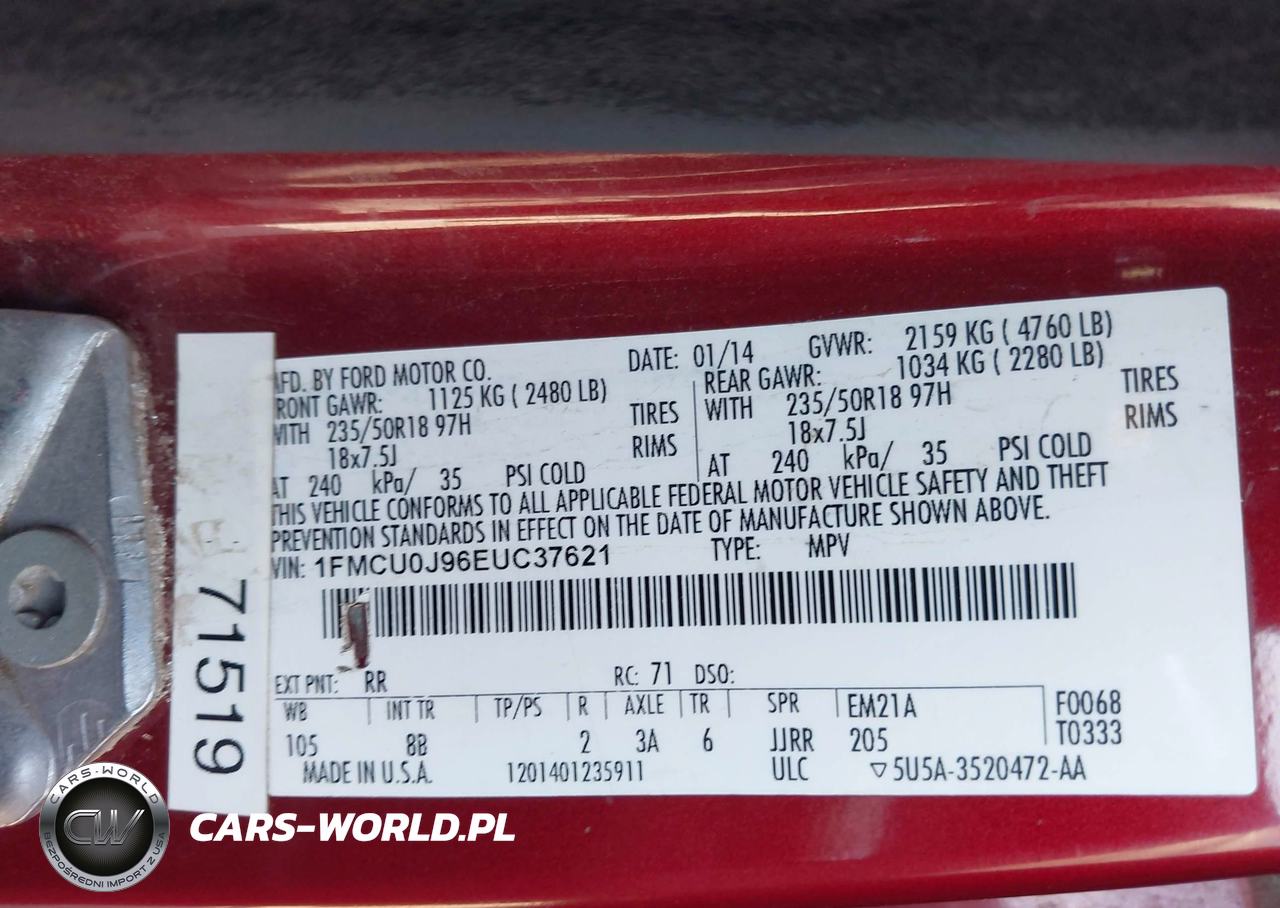 MFD. BY FORD MOTOR CO. DATE: 01/14 GVWR: 2159 KG ( 4760 LB)
FRONT GAWR: 1125 KG ( 2480 LB) REAR GAWR: 1034 KG ( 2280 LB)
WITH 235/50R18 97H TIRES WITH 235/50R18 97H TIRES
18x7.5J RIMS 18x7.5J RIMS
AT 240 kPa/ 35 PSI COLD AT 240 kPa/ 35 PSI COLD
THIS VEHICLE CONFORMS TO ALL APPLICABLE FEDERAL MOTOR VEHICLE SAFETY AND THEFT
PREVENTION STANDARDS IN EFFECT ON THE DATE OF MANUFACTURE SHOWN ABOVE.
VIN: 1FMCU0J96EUC37621 TYPE: MPV
EXT PNT: RR RC: 71 DSO:
WB INT TR TP/PS R AXLE TR SPR EM21A F0068
105 8B 2 3A 6 JJRR 205 T0333
MADE IN U.S.A. 1201401235911 ULC ▽5U5A-3520472-AA
71519
CARS-WORLD
CW
BEZPOŚREDNI IMPORT Z USA
CARS-WORLD.PL